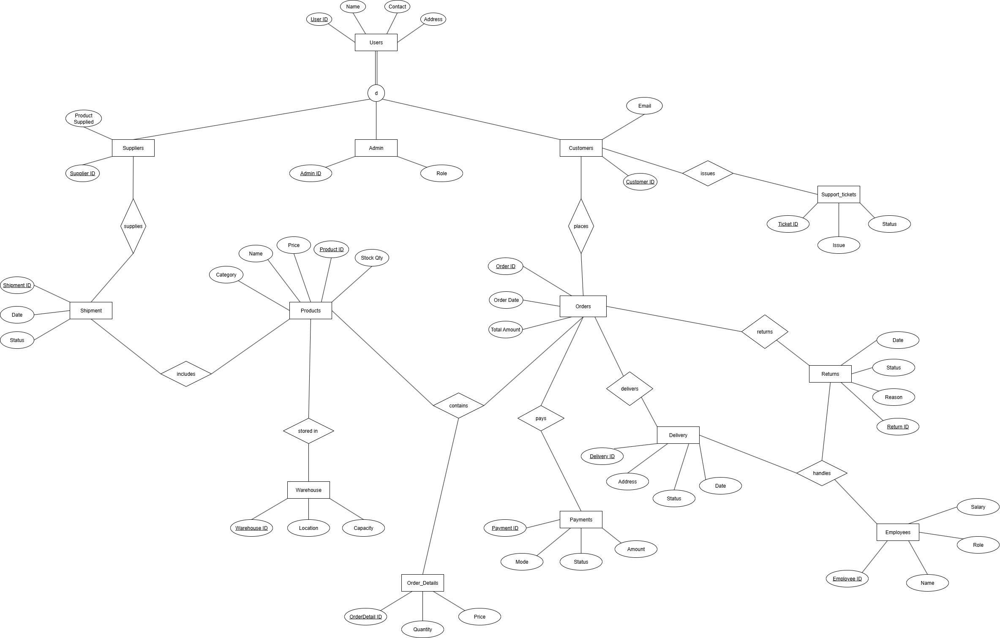 Name
Contact
User ID
Address
Users
d
Email
Product
Supplied
Suppliers
Admin
Customers
Supplier ID
Admin ID
Role
issues
Customer ID
Support_tickets
supplies
places
Ticket ID
Status
Issue
Price
Product ID
Name
Stock Qty
Category
Order ID
Shipment ID
Order Date
Shipment
Products
Orders
Date
Total Amount
returns
Status
Date
Status
includes
Returns
delivers
Reason
contains
pays
Return ID
stored in
Delivery
Delivery ID
handles
Address
Date
Warehouse
Status
Salary
Payments
Warehouse ID
Location
Capacity
Payment ID
Employees
Amount
Role
Mode
Status
Employee ID
Name
Order_Details
OrderDetail ID
Price
Quantity